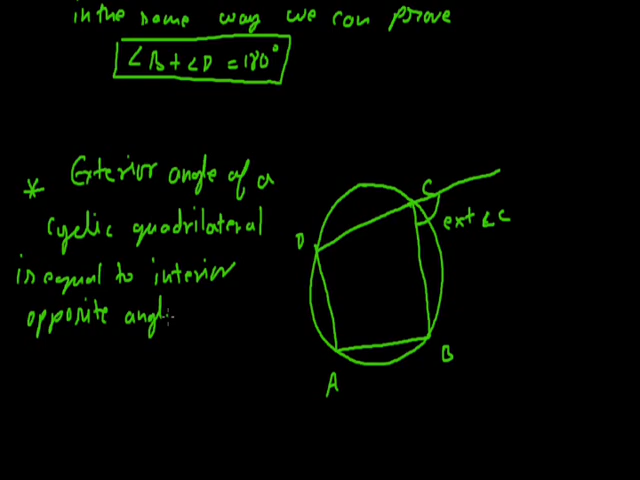 in the same way we can prove
∠B + ∠D = 180°
* Exterior angle of a
cyclic quadrilateral
is equal to interior
opposite angl
C
ext ∠C
D
B
A